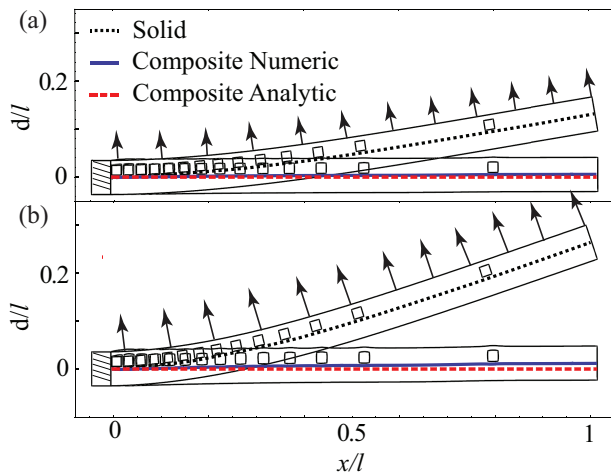 (a)
Solid
Composite Numeric
Composite Analytic
d/l
0.2
0
(b)
d/l
0.2
0
0
0.5
1
x/l